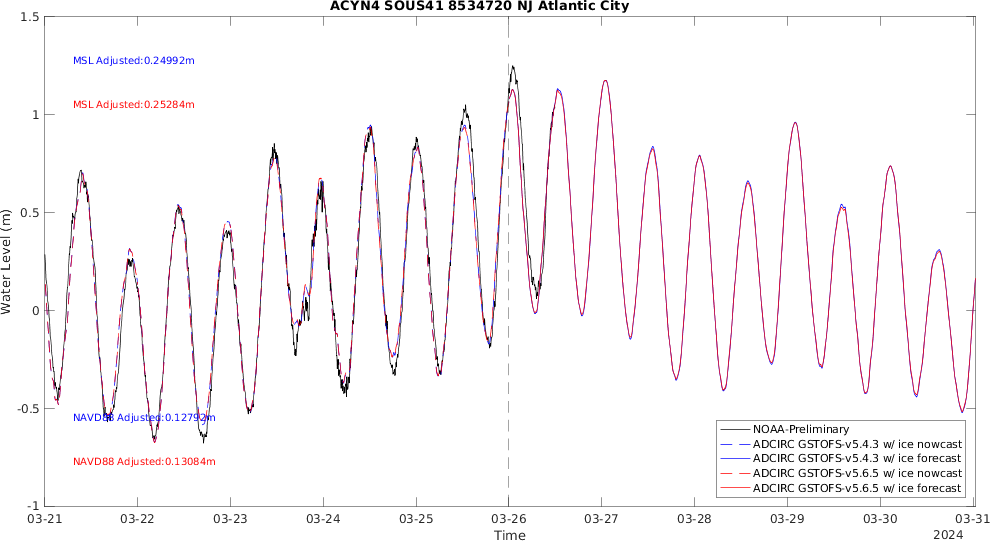 ACYN4 SOUS41 8534720 NJ Atlantic City
1.5
1
0.5
0
-0.5
-1
Water Level (m)
MSL Adjusted:0.24992m
MSL Adjusted:0.25284m
NAVD88 Adjusted:0.12792m
NAVD88 Adjusted:0.13084m
NOAA-Preliminary
ADCIRC GSTOFS-v5.4.3 w/ ice nowcast
ADCIRC GSTOFS-v5.4.3 w/ ice forecast
ADCIRC GSTOFS-v5.6.5 w/ ice nowcast
ADCIRC GSTOFS-v5.6.5 w/ ice forecast
03-21 03-22 03-23 03-24 03-25 03-26 03-27 03-28 03-29 03-30 03-31
Time
2024